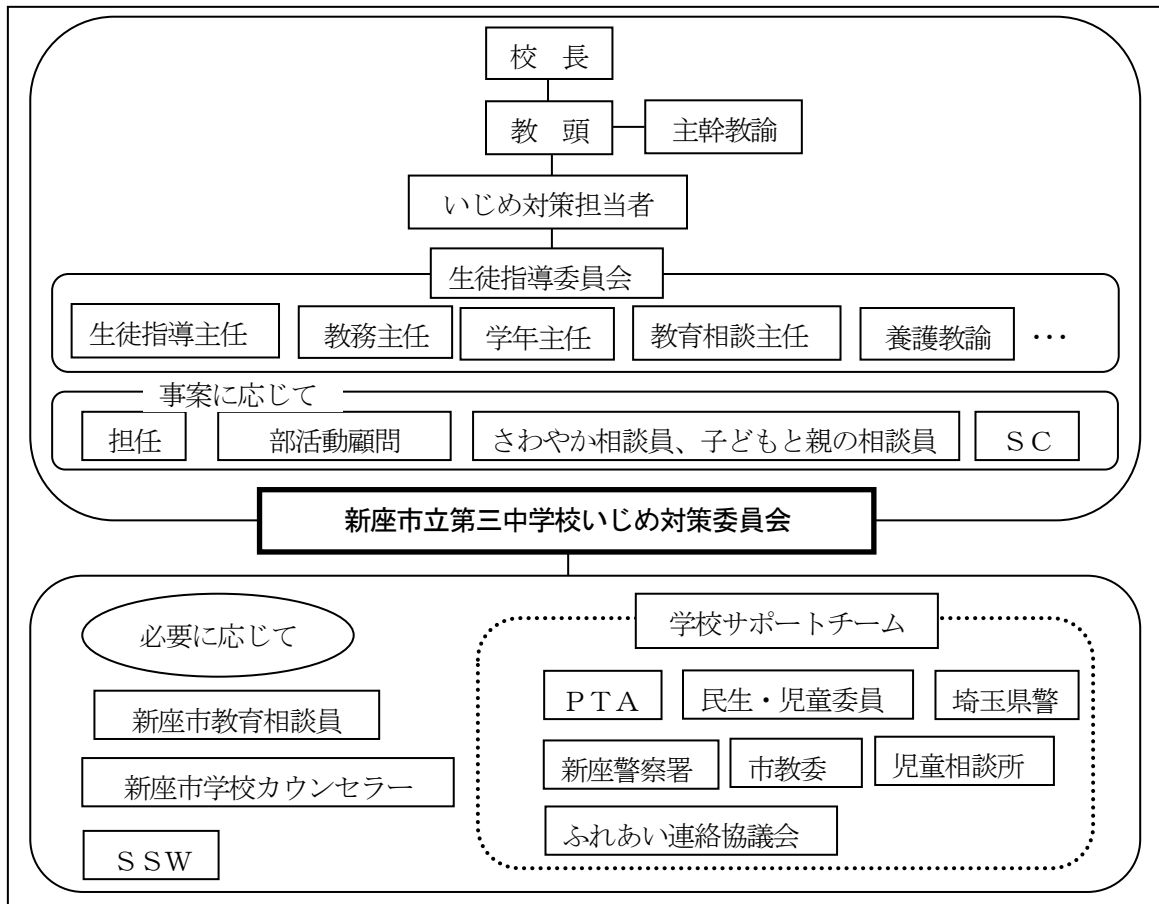 校　長
教　頭
主幹教諭
いじめ対策担当者
生徒指導委員会
生徒指導主任
教務主任
学年主任
教育相談主任
養護教諭
…
事案に応じて
担任
部活動顧問
さわやか相談員、子どもと親の相談員
ＳＣ
新座市立第三中学校いじめ対策委員会
必要に応じて
学校サポートチーム
新座市教育相談員
新座市学校カウンセラー
ＳＳＷ
ＰＴＡ
民生・児童委員
埼玉県警
新座警察署
市教委
児童相談所
ふれあい連絡協議会